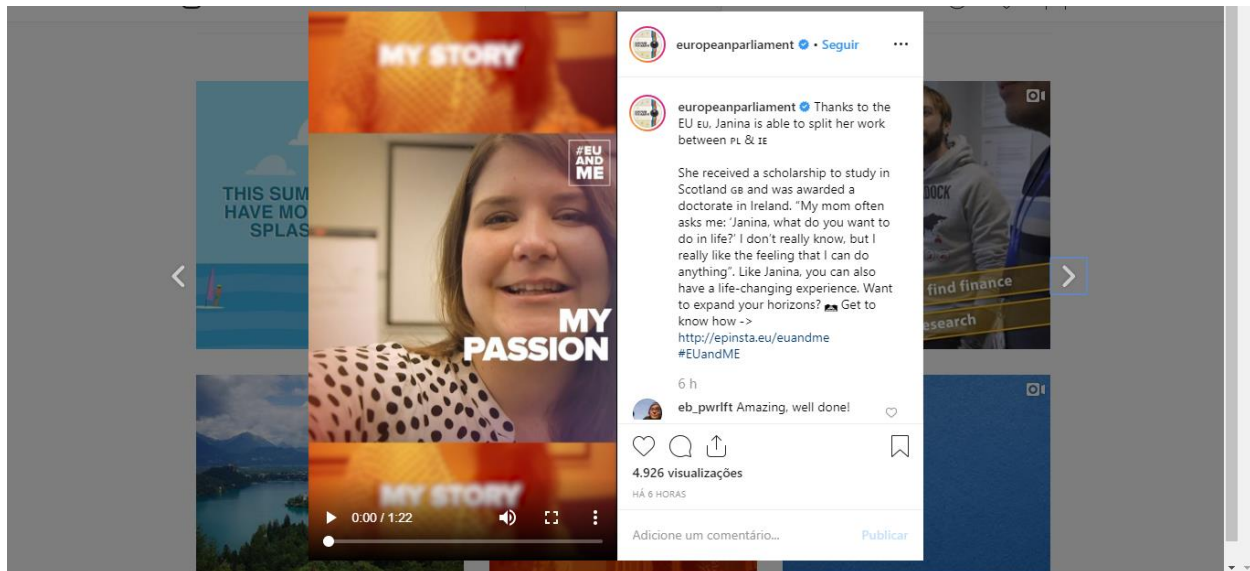 MY STORY
#EU
AND
ME
MY
PASSION
MY STORY
0:00 / 1:22
europeanparliament • Seguir
europeanparliament Thanks to the
EU ᴇᴜ, Janina is able to split her work
between ᴘʟ & ɪᴇ
She received a scholarship to study in
Scotland ɢʙ and was awarded a
doctorate in Ireland. "My mom often
asks me: 'Janina, what do you want to
do in life?' I don't really know, but I
really like the feeling that I can do
anything". Like Janina, you can also
have a life-changing experience. Want
to expand your horizons? Get to
know how ->
http://epinsta.eu/euandme
#EUandME
6 h
eb_pwrlft Amazing, well done!
4.926 visualizações
HÁ 6 HORAS
Adicione um comentário... Publicar
THIS SUM
HAVE MO
SPLAS
DOCK
find finance
esearch